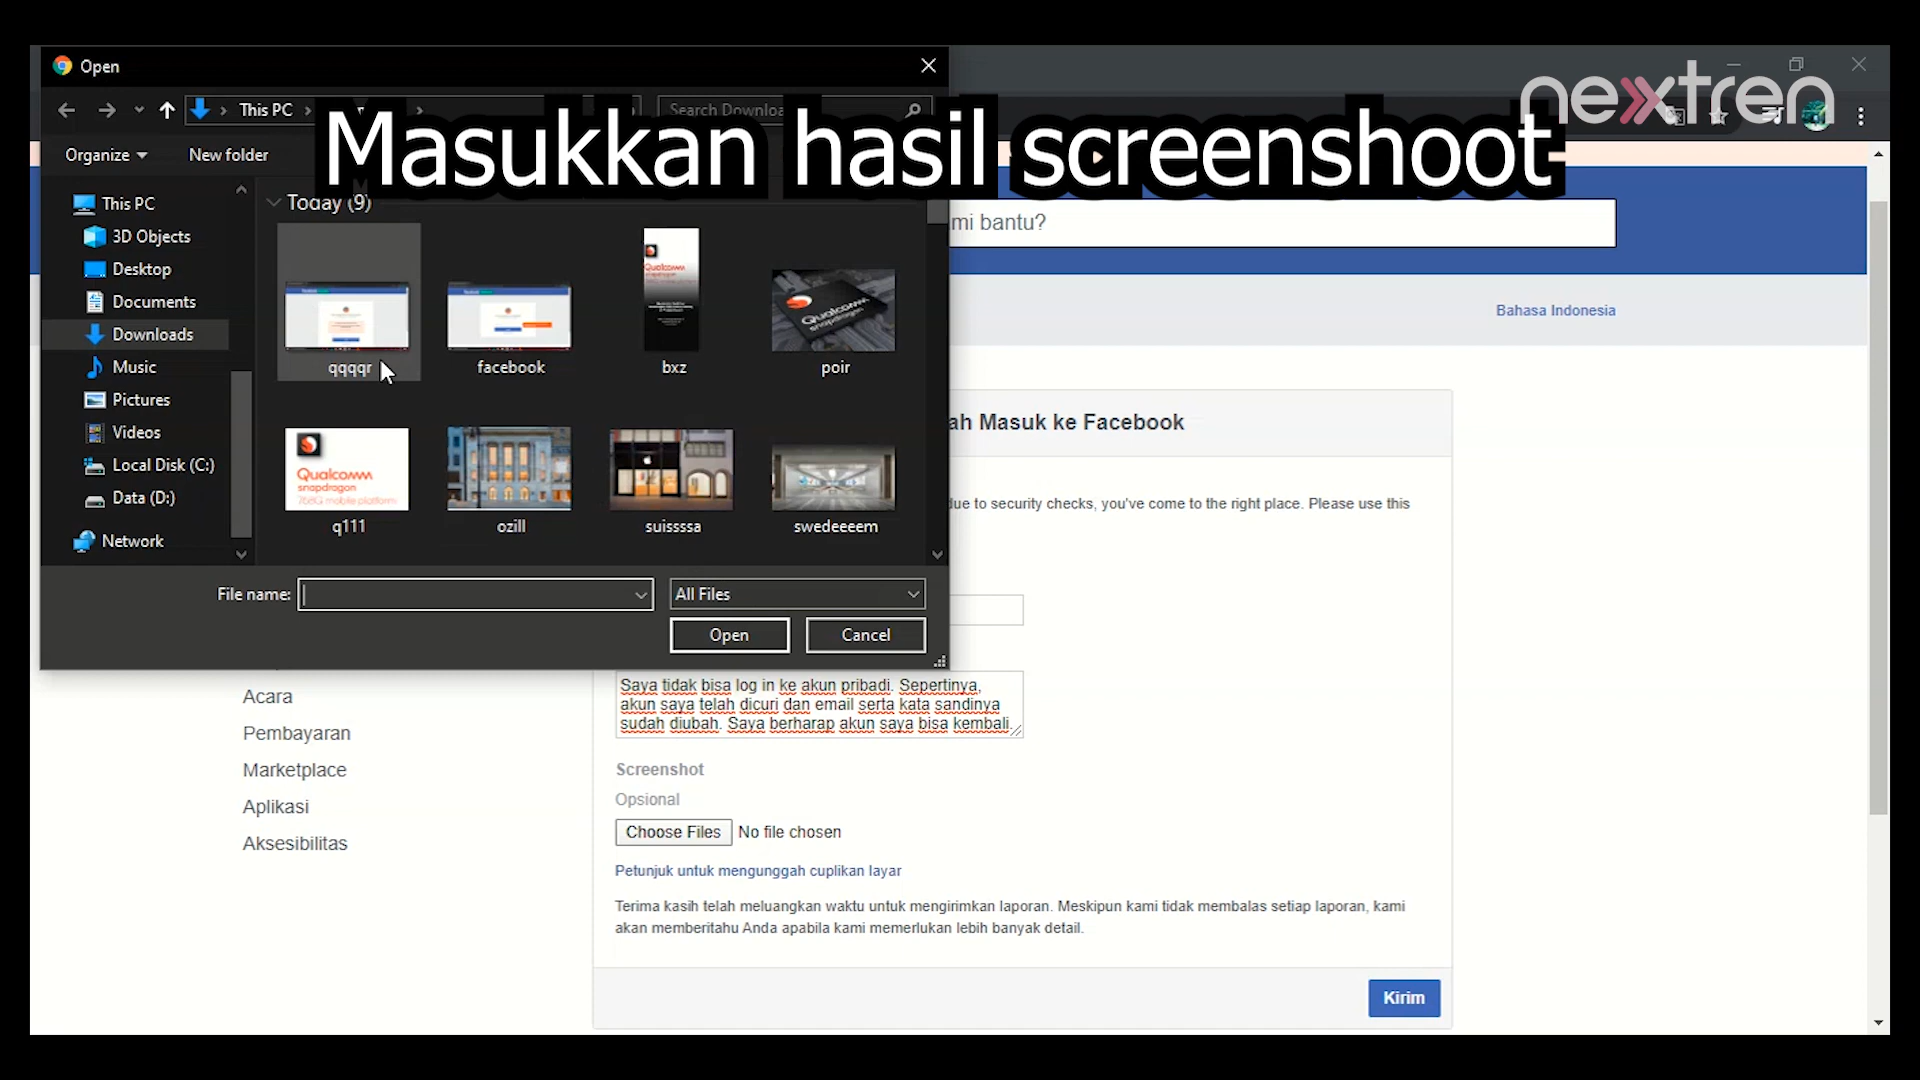 Open
nextren
This PC
Search Downloa
Masukkan hasil screenshoot
Organize
New folder
This PC
3D Objects
Desktop
Documents
Downloads
Music
Pictures
Videos
Local Disk (C:)
Data (D:)
Network
Today (9)
qqqqr
facebook
bxz
poir
Qualcomm
snapdragon
768G mobile platform
q111
ozill
suissssa
swedeeeem
File name:
All Files
Open
Cancel
mi bantu?
Bahasa Indonesia
ah Masuk ke Facebook
due to security checks, you've come to the right place. Please use this
Saya tidak bisa log in ke akun pribadi. Sepertinya,
akun saya telah dicuri dan email serta kata sandinya
sudah diubah. Saya berharap akun saya bisa kembali.
Acara
Pembayaran
Marketplace
Aplikasi
Aksesibilitas
Screenshot
Opsional
Choose Files No file chosen
Petunjuk untuk mengunggah cuplikan layar
Terima kasih telah meluangkan waktu untuk mengirimkan laporan. Meskipun kami tidak membalas setiap laporan, kami
akan memberitahu Anda apabila kami memerlukan lebih banyak detail.
Kirim